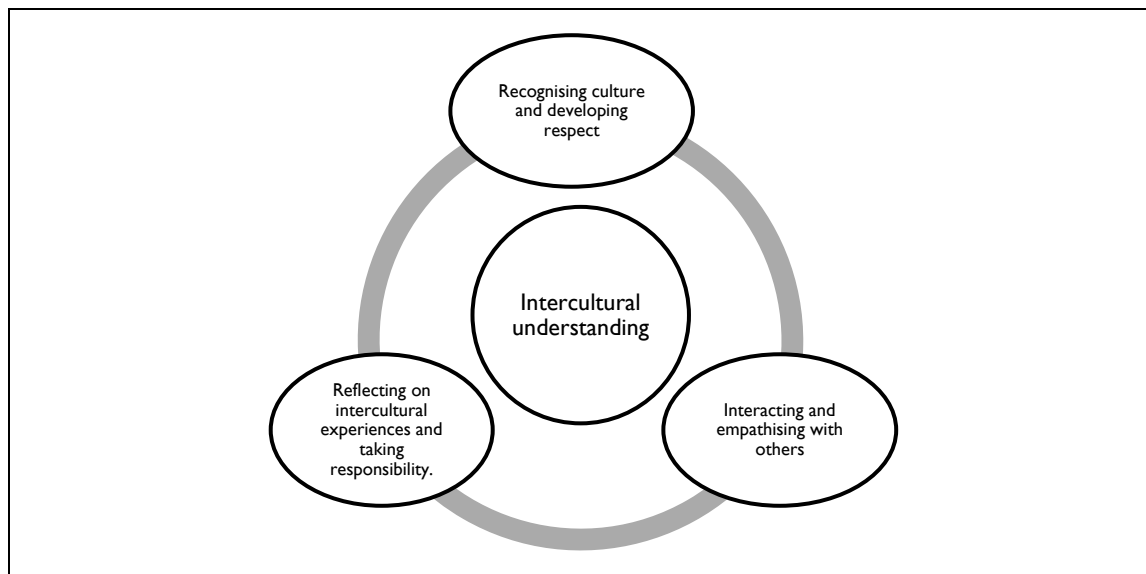 Recognising culture
and developing
respect
Intercultural
understanding
Reflecting on
intercultural
experiences and
taking
responsibility.
Interacting and
empathising with
others